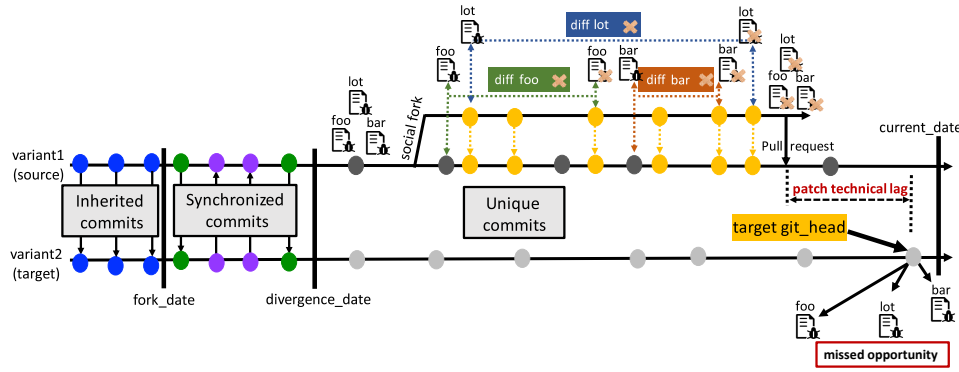 lot
diff lot
lot
foo
foo
bar
bar
lot
diff foo
diff bar
foo
bar
lot
foo
bar
social fork
current_date
variant1
(source)
Pull request
Inherited
commits
Synchronized
commits
Unique
commits
patch technical lag
target git_head
variant2
(target)
fork_date
divergence_date
foo
lot
bar
missed opportunity